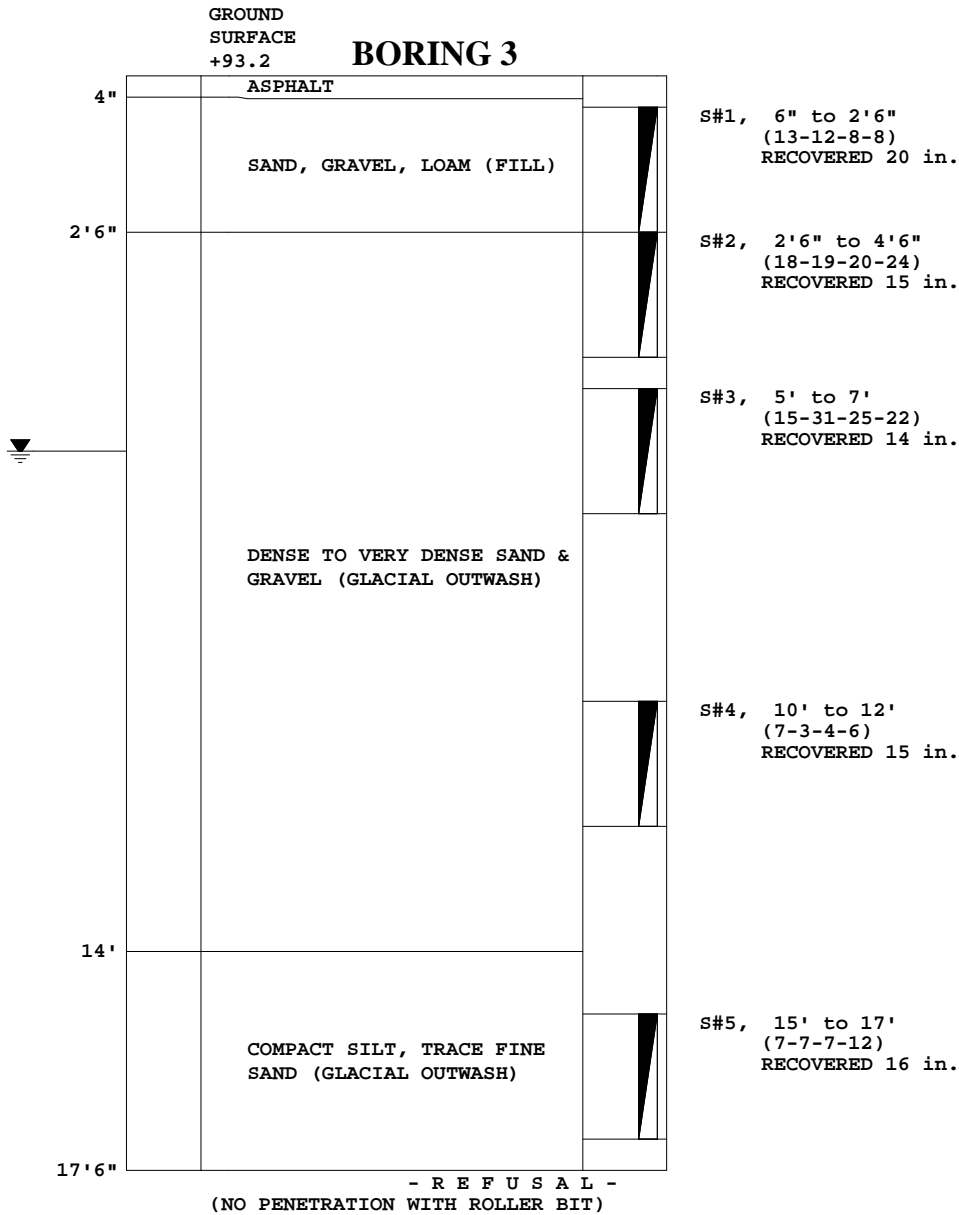 GROUND
SURFACE
+93.2
BORING 3
ASPHALT
4"
S#1, 6" to 2'6"
(13-12-8-8)
RECOVERED 20 in.
SAND, GRAVEL, LOAM (FILL)
2'6"
S#2, 2'6" to 4'6"
(18-19-20-24)
RECOVERED 15 in.
S#3, 5' to 7'
(15-31-25-22)
RECOVERED 14 in.
DENSE TO VERY DENSE SAND &
GRAVEL (GLACIAL OUTWASH)
S#4, 10' to 12'
(7-3-4-6)
RECOVERED 15 in.
14'
S#5, 15' to 17'
(7-7-7-12)
RECOVERED 16 in.
COMPACT SILT, TRACE FINE
SAND (GLACIAL OUTWASH)
17'6"
- R E F U S A L -
(NO PENETRATION WITH ROLLER BIT)